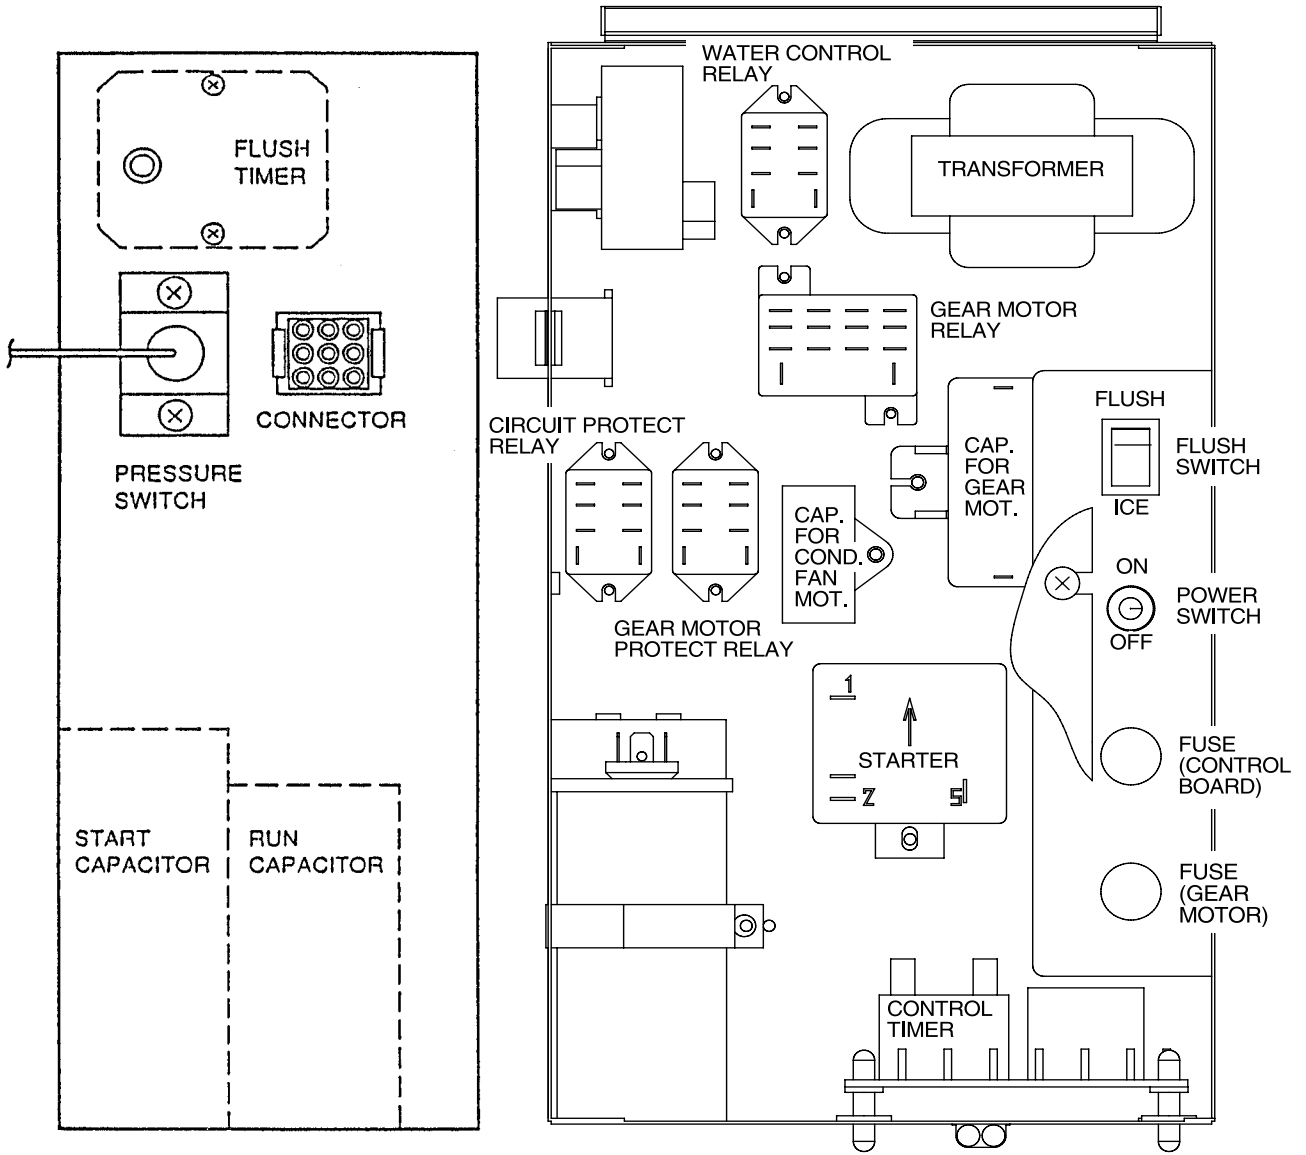 FLUSH
TIMER
CONNECTOR
PRESSURE
SWITCH
START
CAPACITOR
RUN
CAPACITOR
WATER CONTROL
RELAY
TRANSFORMER
GEAR MOTOR
RELAY
CIRCUIT PROTECT
RELAY
CAP.
FOR
GEAR
MOT.
FLUSH
FLUSH
SWITCH
ICE
CAP.
FOR
COND.
FAN
MOT.
ON
POWER
SWITCH
OFF
GEAR MOTOR
PROTECT RELAY
1
STARTER
2
5
FUSE
(CONTROL
BOARD)
FUSE
(GEAR
MOTOR)
CONTROL
TIMER